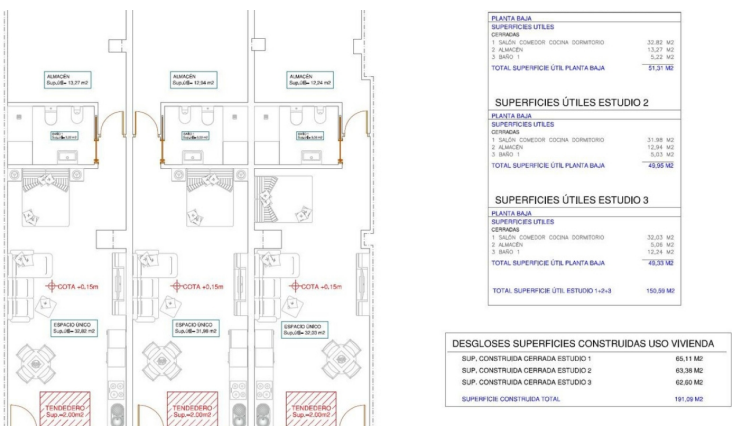 ALMACÉN
Sup.Útil= 13,27 m2
ALMACÉN
Sup.Útil= 12,94 m2
ALMACÉN
Sup.Útil= 12,24 m2
COTA +0,15m
COTA +0,15m
COTA +0,15m
ESPACIO ÚNICO
Sup.Útil= 32,82 m2
ESPACIO ÚNICO
Sup.Útil= 31,98 m2
ESPACIO ÚNICO
Sup.Útil= 32,03 m2
TENDEDERO
Sup.=2.00m2
TENDEDERO
Sup.=2.00m2
TENDEDERO
Sup.=2.00m2
PLANTA BAJA
SUPERFICIES UTILES
CERRADAS
1 SALÓN COMEDOR COCINA DORMITORIO 32,82 M2
2 ALMACÉN 13,27 M2
3 BAÑO 1 5,22 M2
TOTAL SUPERFICIE ÚTIL PLANTA BAJA 51,31 M2
SUPERFICIES ÚTILES ESTUDIO 2
PLANTA BAJA
SUPERFICIES UTILES
CERRADAS
1 SALÓN COMEDOR COCINA DORMITORIO 31,98 M2
2 ALMACÉN 12,94 M2
3 BAÑO 1 5,03 M2
TOTAL SUPERFICIE ÚTIL PLANTA BAJA 49,95 M2
SUPERFICIES ÚTILES ESTUDIO 3
PLANTA BAJA
SUPERFICIES UTILES
CERRADAS
1 SALÓN COMEDOR COCINA DORMITORIO 32,03 M2
2 ALMACÉN 5,06 M2
3 BAÑO 1 12,24 M2
TOTAL SUPERFICIE ÚTIL PLANTA BAJA 49,33 M2
TOTAL SUPERFICIE ÚTIL ESTUDIO 1+2+3 150,59 M2
DESGLOSES SUPERFICIES CONSTRUIDAS USO VIVIENDA
SUP. CONSTRUIDA CERRADA ESTUDIO 1 65,11 M2
SUP. CONSTRUIDA CERRADA ESTUDIO 2 63,38 M2
SUP. CONSTRUIDA CERRADA ESTUDIO 3 62,60 M2
SUPERFICIE CONSTRUIDA TOTAL 191,09 M2